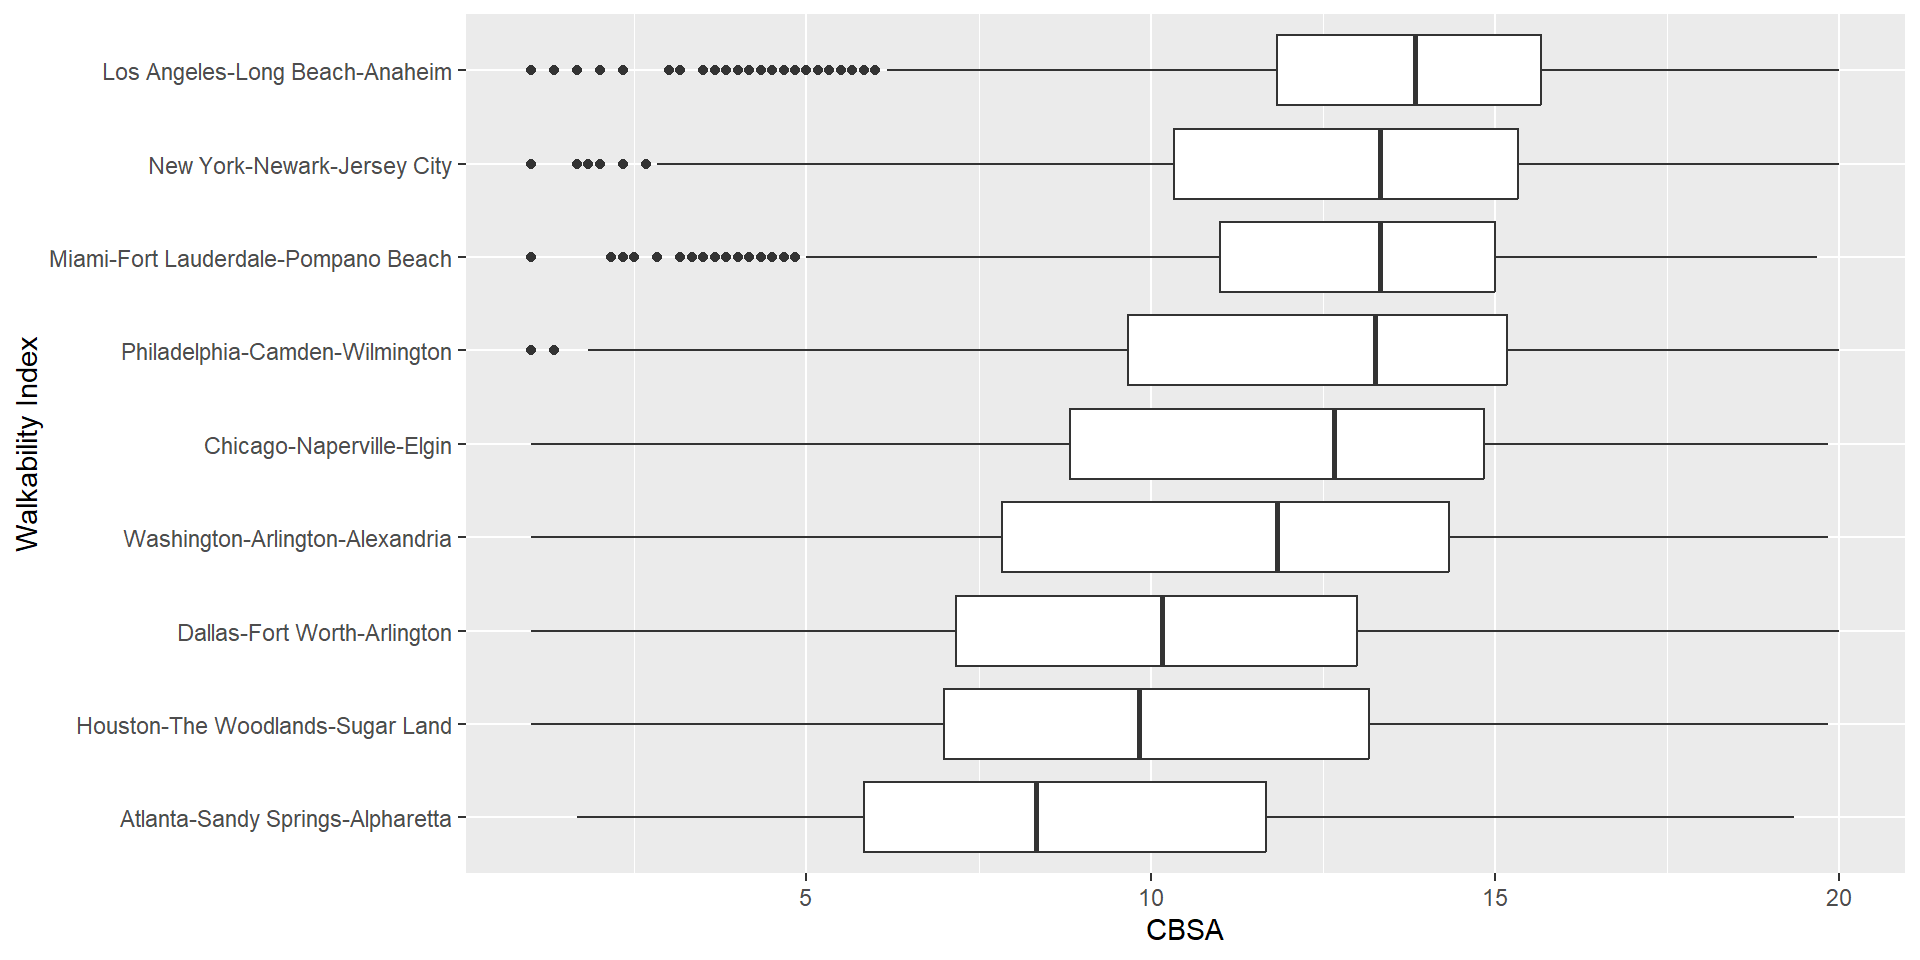 Los Angeles-Long Beach-Anaheim
New York-Newark-Jersey City
Miami-Fort Lauderdale-Pompano Beach
Philadelphia-Camden-Wilmington
Chicago-Naperville-Elgin
Washington-Arlington-Alexandria
Dallas-Fort Worth-Arlington
Houston-The Woodlands-Sugar Land
Atlanta-Sandy Springs-Alpharetta
Walkability Index
5 10 15 20
CBSA